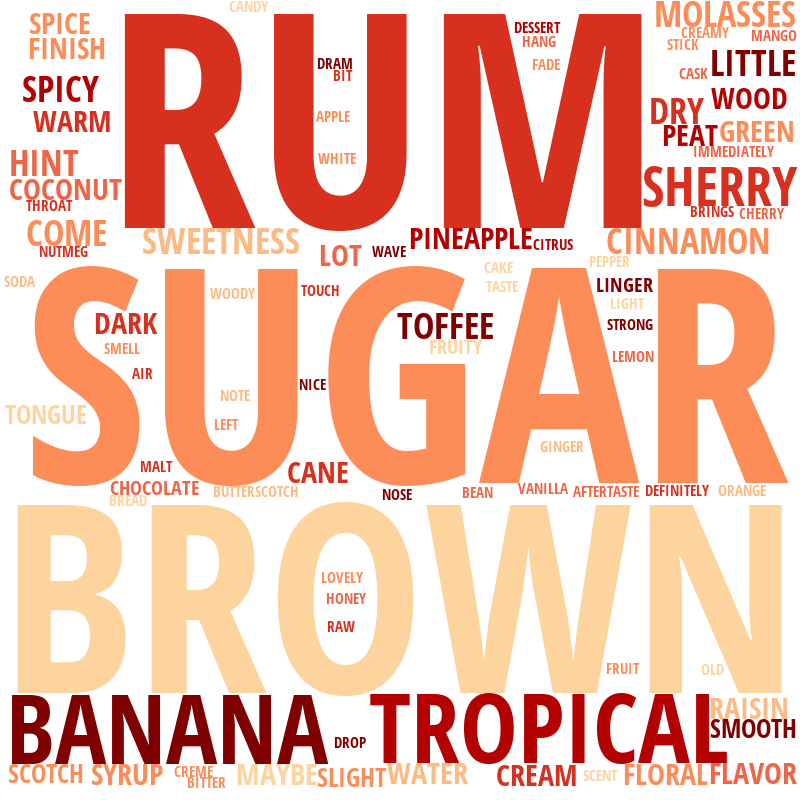 CANDY
SPICE
FINISH
RUM
DESSERT
HANG
FADE
MOLASSES
CREAMY
MANGO
STICK
LITTLE
CASK
SPICY
DRAM
BIT
WOOD
WARM
APPLE
DRY
PEAT
GREEN
IMMEDIATELY
HINT
WHITE
COCONUT
THROAT
SHERRY
BRINGS
CHERRY
COME
NUTMEG
SWEETNESS
LOT
WAVE
PINEAPPLE
CITRUS
CINNAMON
SODA
SUGAR
WOODY
TOUCH
CAKE
TASTE
PEPPER
LINGER
LIGHT
DARK
TOFFEE
STRONG
SMELL
FRUITY
LEMON
AIR
NICE
NOTE
TONGUE
LEFT
GINGER
MALT
CANE
CHOCOLATE
BUTTERSCOTCH
NOSE
BEAN
VANILLA
AFTERTASTE
DEFINITELY
ORANGE
BREAD
BROWN
LOVELY
HONEY
RAW
FRUIT
OLD
BANANA
DROP
TROPICAL
RAISIN
SMOOTH
SCOTCH
SYRUP
CREME
BITTER
MAYBE
SLIGHT
WATER
CREAM
SCENT
FLORAL
FLAVOR